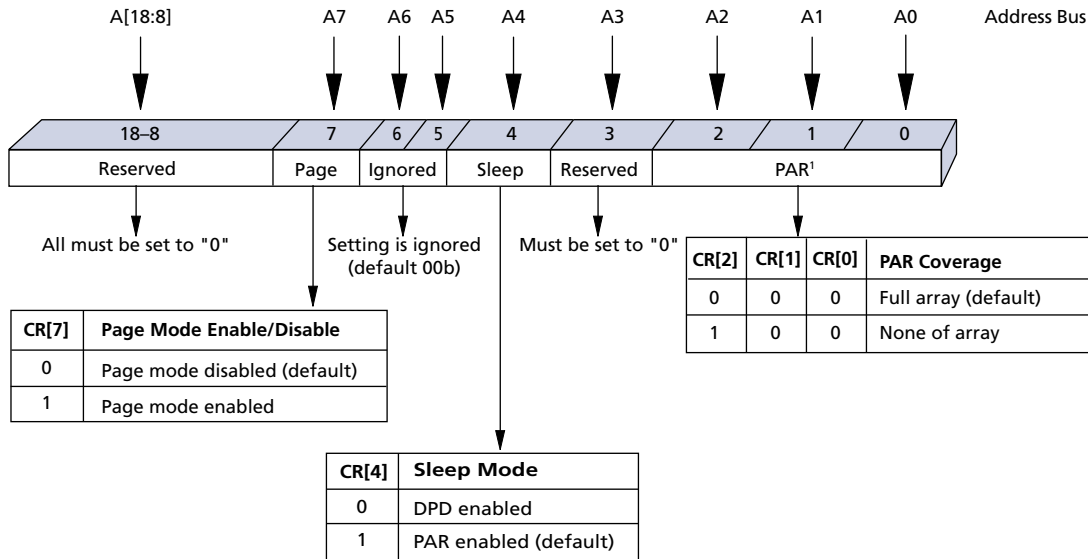 A[18:8] A7 A6 A5 A4 A3 A2 A1 A0 Address Bus
18–8 7 6 5 4 3 2 1 0
Reserved Page Ignored Sleep Reserved PAR¹
All must be set to "0"
Setting is ignored
(default 00b)
Must be set to "0"
CR[2] CR[1] CR[0] PAR Coverage
0 0 0 Full array (default)
1 0 0 None of array
CR[7] Page Mode Enable/Disable
0 Page mode disabled (default)
1 Page mode enabled
CR[4] Sleep Mode
0 DPD enabled
1 PAR enabled (default)